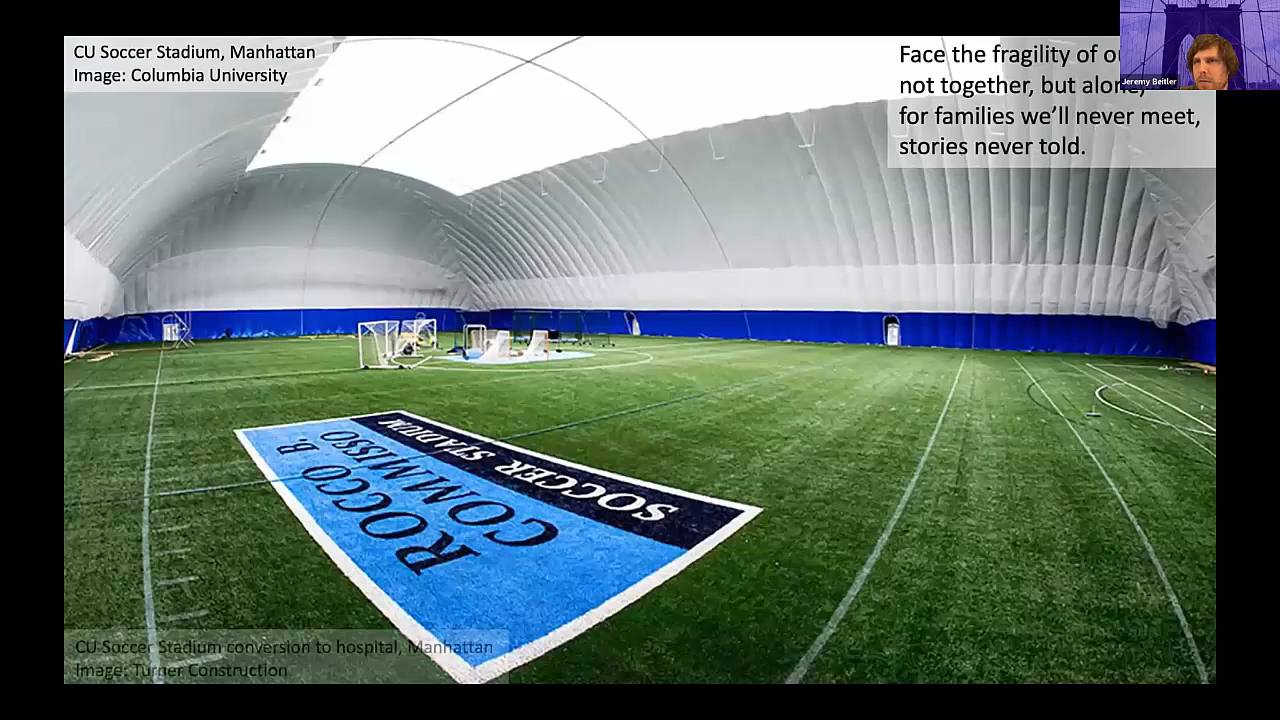 CU Soccer Stadium, Manhattan
Image: Columbia University
Face the fragility of
not together, but alone,
for families we’ll never meet,
stories never told.
Jeremy Beitler
ROCCO B.
COMMISSO
SOCCER STADIUM
CU Soccer Stadium conversion to hospital, Manhattan
Image: Turner Construction